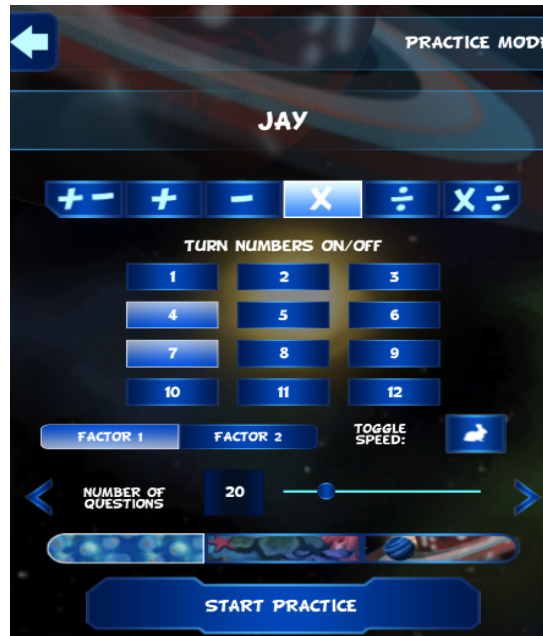 PRACTICE MOD
JAY
+- + - X ÷ X÷
TURN NUMBERS ON/OFF
1 2 3
4 5 6
7 8 9
10 11 12
FACTOR 1 FACTOR 2
TOGGLE
SPEED:
NUMBER OF
QUESTIONS
20
START PRACTICE